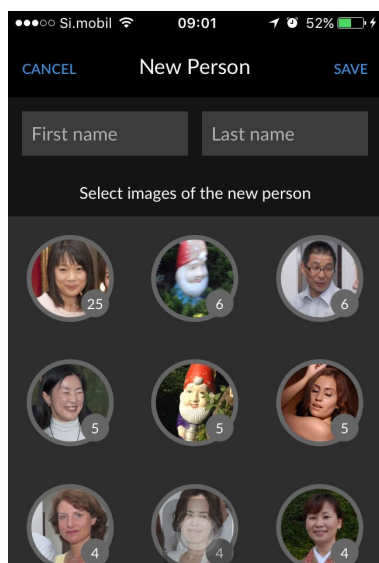 Si.mobil 09:01 52%
CANCEL New Person SAVE
First name Last name
Select images of the new person
25 6 6
5 5 5
4 4 4